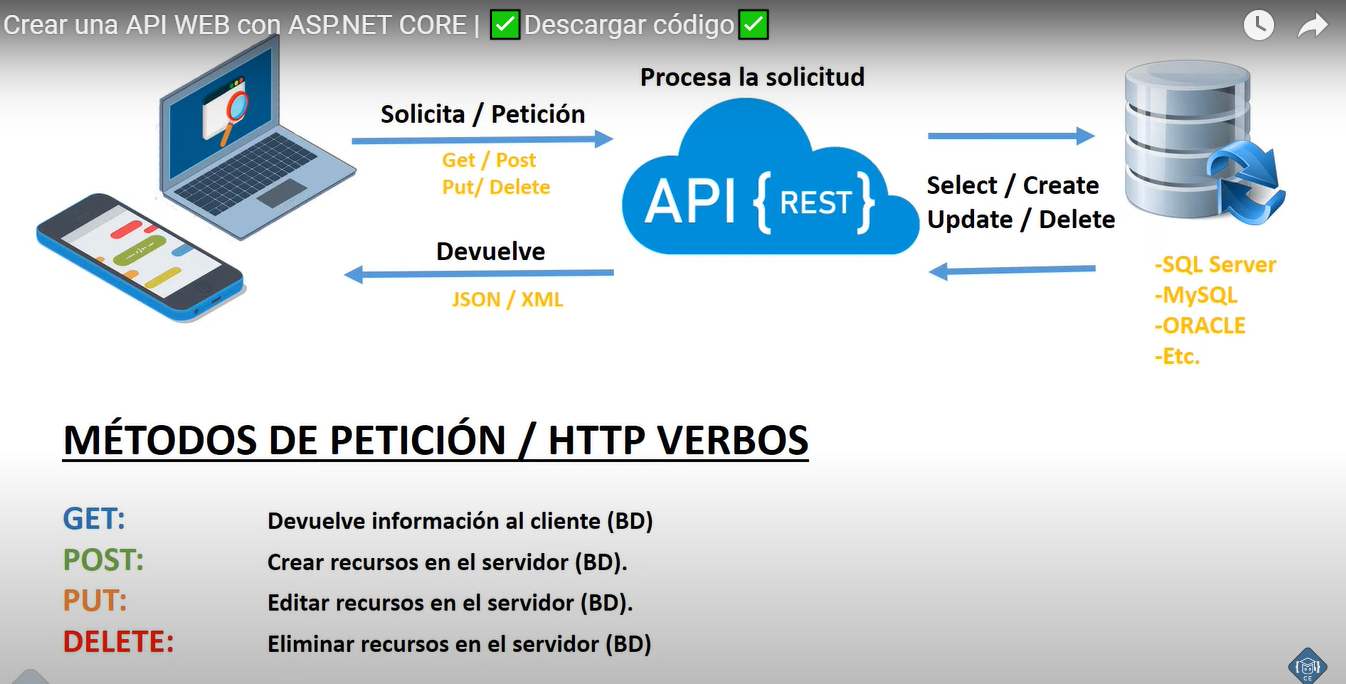 Crear una API WEB con ASP.NET CORE | ✅Descargar código✅
Procesa la solicitud
Solicita / Petición
Get / Post
Put/ Delete
API {REST}
Select / Create
Update / Delete
Devuelve
JSON / XML
-SQL Server
-MySQL
-ORACLE
-Etc.
MÉTODOS DE PETICIÓN / HTTP VERBOS
GET: Devuelve información al cliente (BD)
POST: Crear recursos en el servidor (BD).
PUT: Editar recursos en el servidor (BD).
DELETE: Eliminar recursos en el servidor (BD)
CE